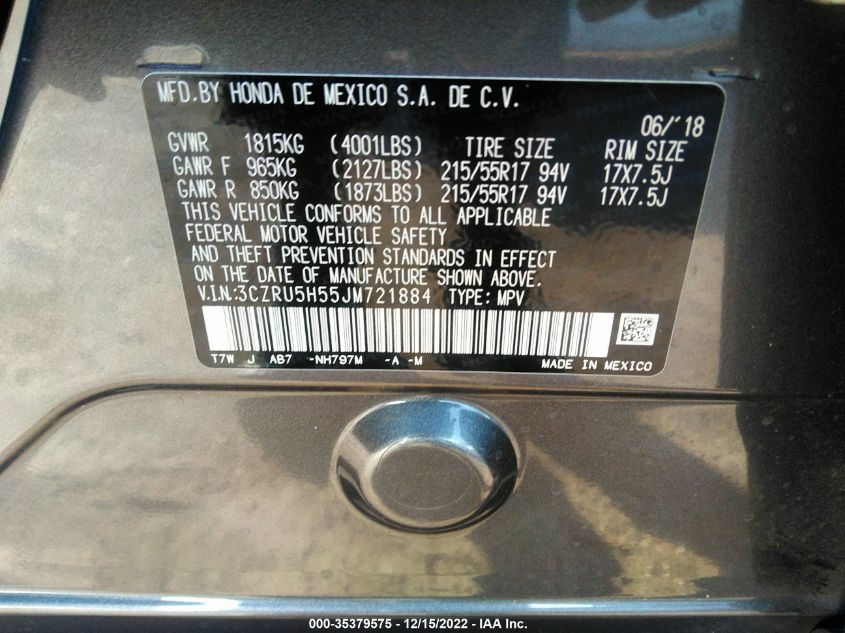 MFD.BY HONDA DE MEXICO S.A. DE C.V.
06/'18
GVWR 1815KG (4001LBS) TIRE SIZE RIM SIZE
GAWR F 965KG (2127LBS) 215/55R17 94V 17X7.5J
GAWR R 850KG (1873LBS) 215/55R17 94V 17X7.5J
THIS VEHICLE CONFORMS TO ALL APPLICABLE
FEDERAL MOTOR VEHICLE SAFETY
AND THEFT PREVENTION STANDARDS IN EFFECT
ON THE DATE OF MANUFACTURE SHOWN ABOVE.
V.I.N:3CZRU5H55JM721884 TYPE: MPV
T7W J AB7 -NH797M -A -M MADE IN MEXICO
000-35379575 - 12/15/2022 - IAA Inc.